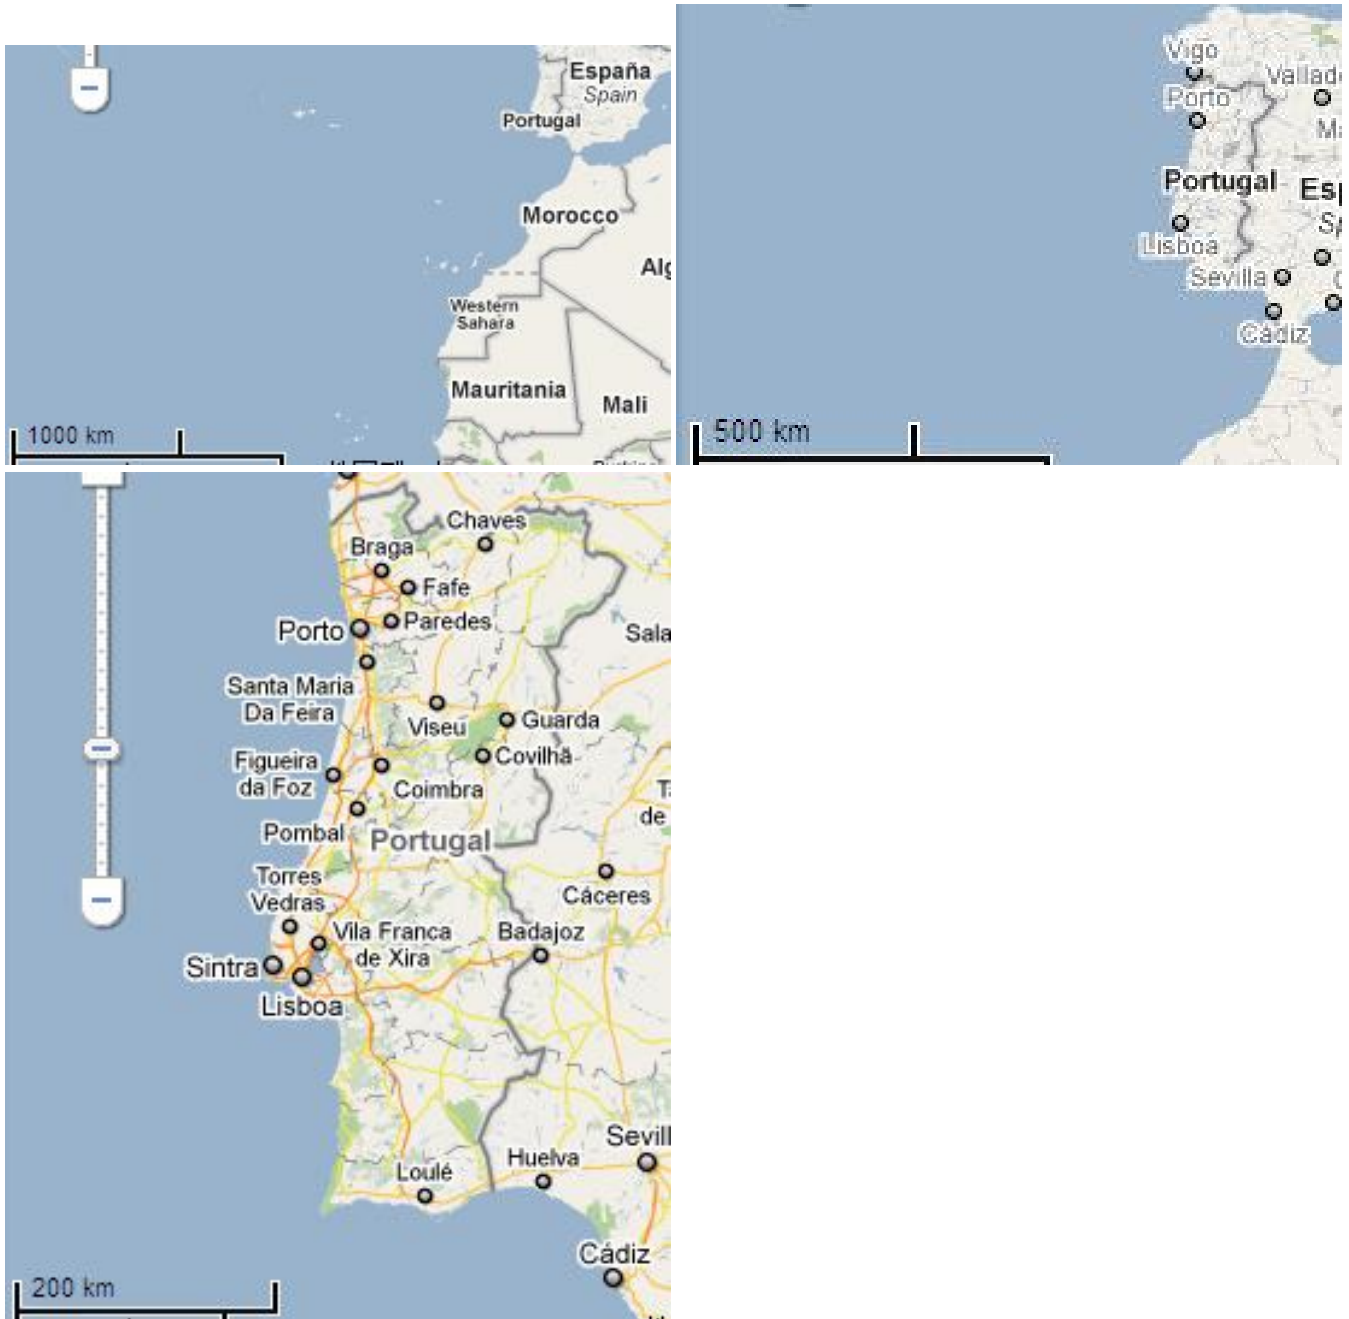 España
Spain
Portugal
Morocco
Western
Sahara
Mauritania
Mali
1000 km
Vigo
Porto
Portugal
Lisboa
Sevilla
Cádiz
500 km
Chaves
Braga
Fafe
Paredes
Porto
Santa Maria
Da Feira
Viseu
Guarda
Covilhã
Figueira
da Foz
Coimbra
Pombal
Portugal
Torres
Vedras
Cáceres
Vila Franca
de Xira
Badajoz
Sintra
Lisboa
Loulé
Huelva
Cádiz
200 km